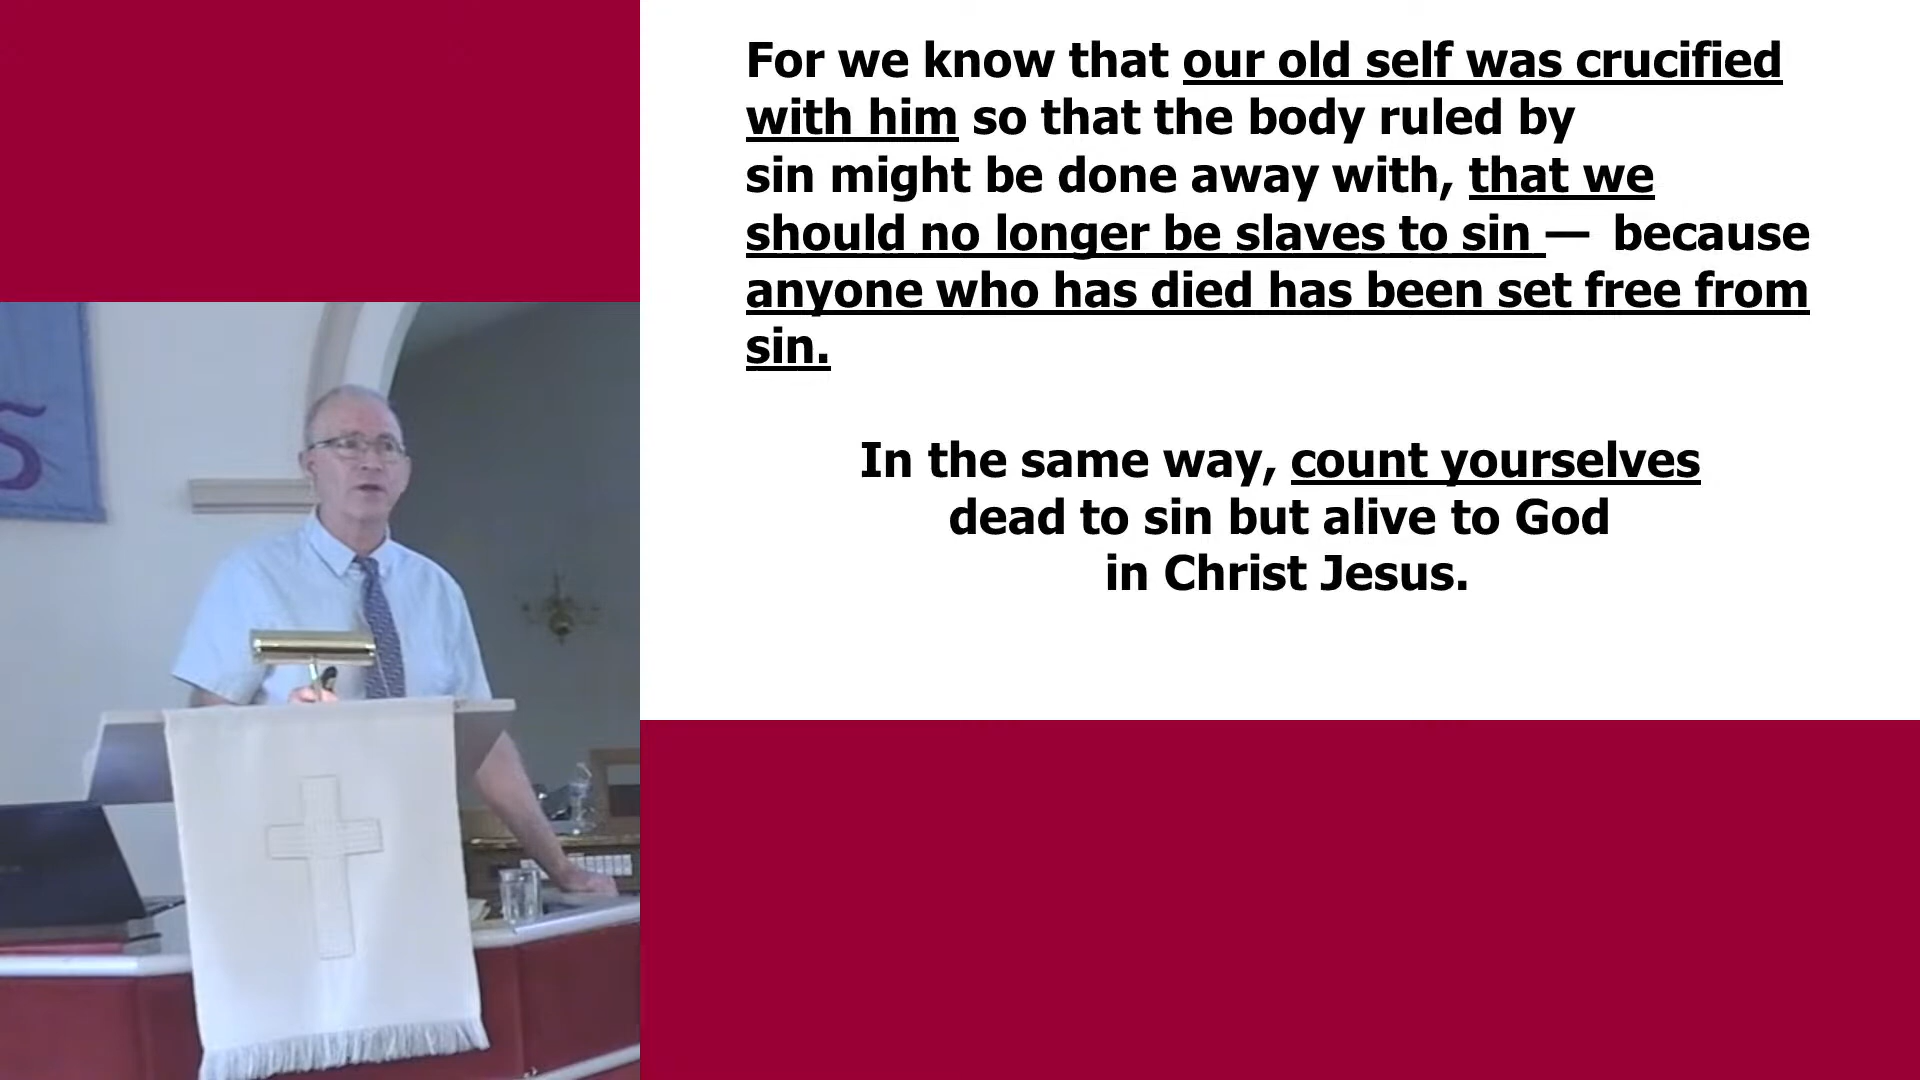 For we know that our old self was crucified
with him so that the body ruled by
sin might be done away with, that we
should no longer be slaves to sin — because
anyone who has died has been set free from
sin.
In the same way, count yourselves
dead to sin but alive to God
in Christ Jesus.
S